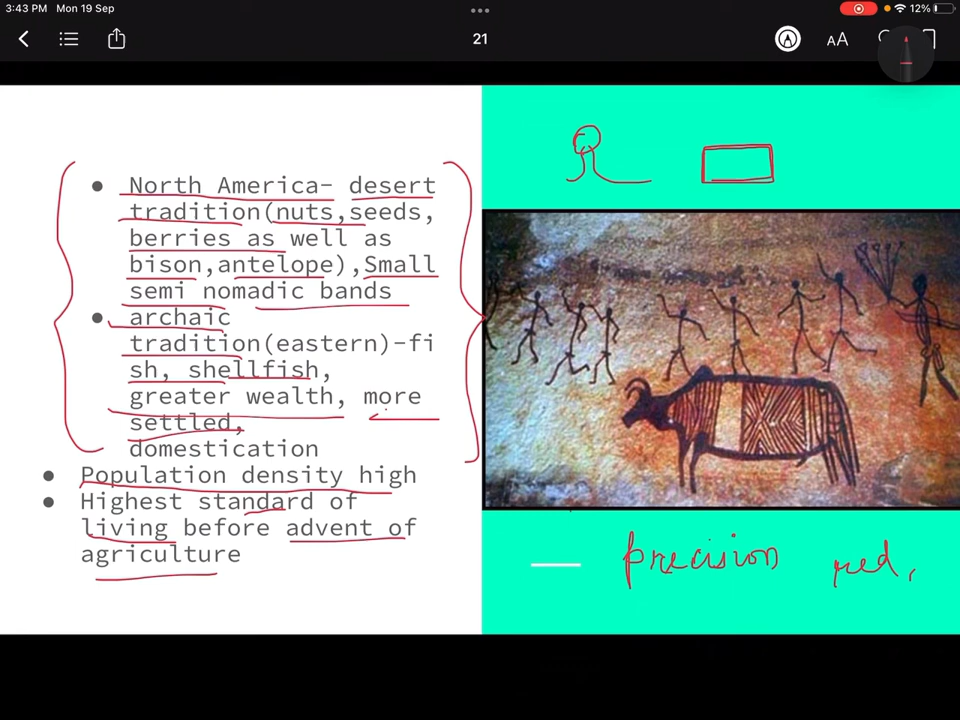 3:43 PM Mon 19 Sep
12%
21
AA
● North America- desert
tradition(nuts,seeds,
berries as well as
bison,antelope),Small
semi nomadic bands
● archaic
tradition(eastern)-fi
sh, shellfish,
greater wealth, more
settled,
domestication
● Population density high
● Highest standard of
living before advent of
agriculture
precision red,